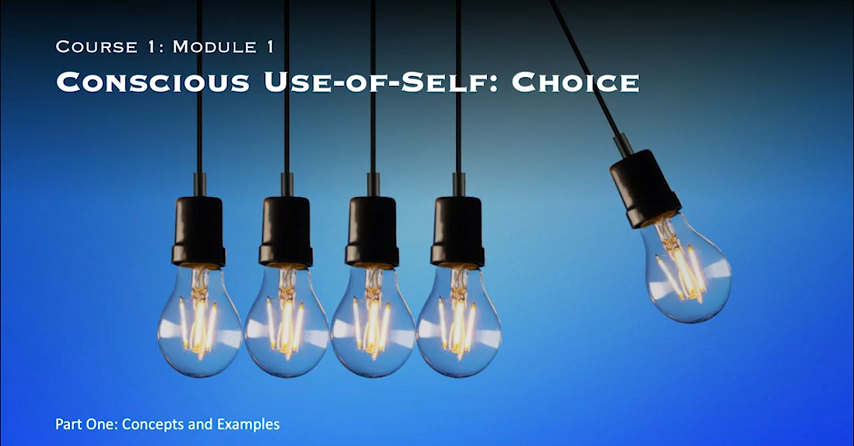 Course 1: Module 1
Conscious Use-of-Self: Choice
Part One: Concepts and Examples